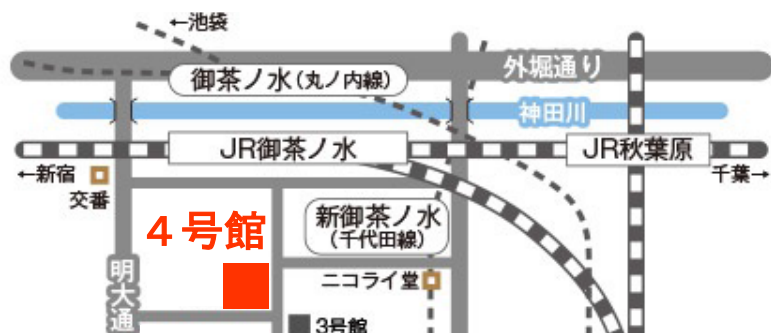 ←池袋
外堀通り
御茶ノ水(丸ノ内線)
神田川
JR御茶ノ水
JR秋葉原
←新宿
千葉→
交番
4号館
新御茶ノ水
(千代田線)
明大通
ニコライ堂
3号館